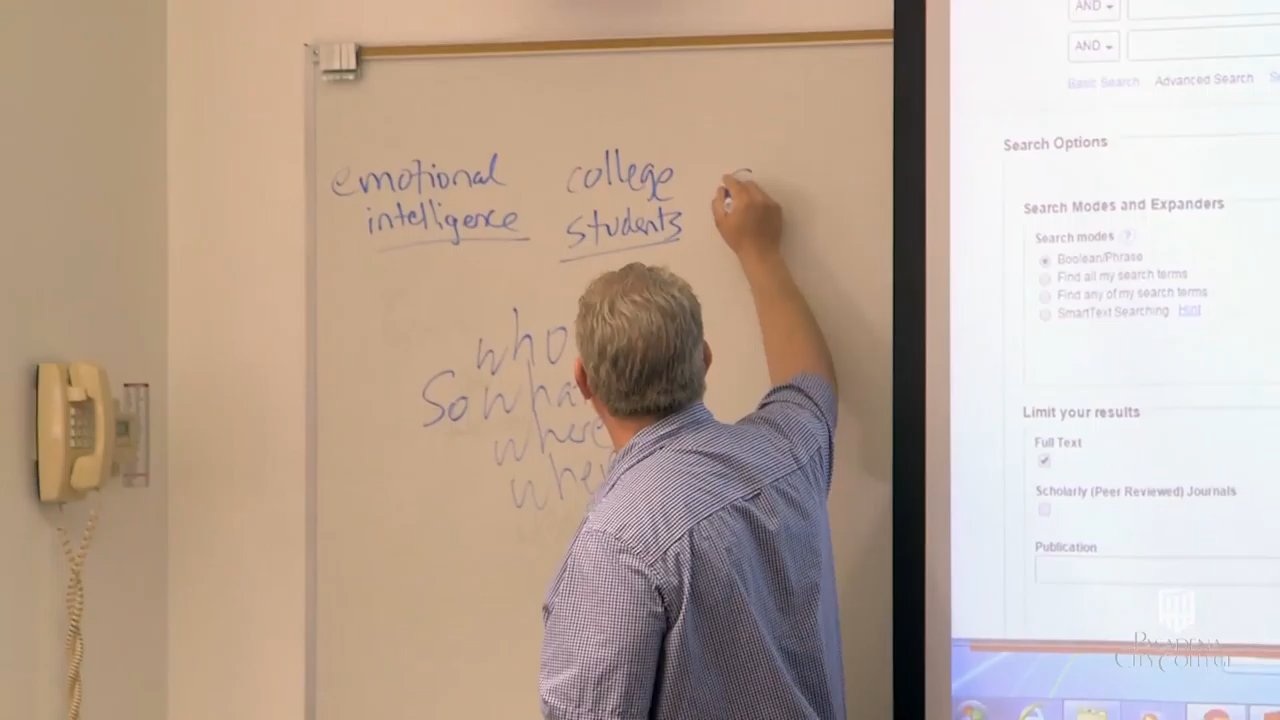 emotional
intelligence
college
students
who
So what
where
AND
AND
Basic Search Advanced Search
Search Options
Search Modes and Expanders
Search modes ?
Boolean/Phrase
Find all my search terms
Find any of my search terms
SmartText Searching Hint
Limit your results
Full Text
Scholarly (Peer Reviewed) Journals
Publication
PASADENA
CITY COLLEGE